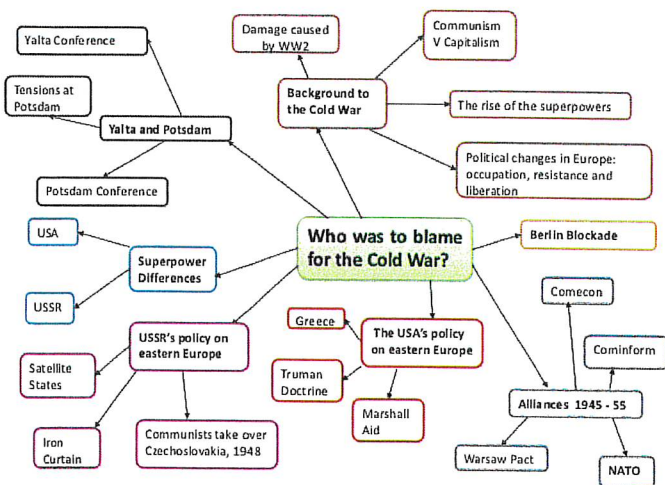 Yalta Conference
Damage caused
by WW2
Communism
V Capitalism
Tensions at
Potsdam
Background to
the Cold War
The rise of the superpowers
Yalta and Potsdam
Political changes in Europe:
occupation, resistance and
liberation
Potsdam Conference
Who was to blame
for the Cold War?
USA
Superpower
Differences
Berlin Blockade
USSR
Comecon
Greece
The USA's policy
on eastern Europe
USSR's policy on
eastern Europe
Cominform
Satellite
States
Truman
Doctrine
Alliances 1945 - 55
Marshall
Aid
Iron
Curtain
Communists take over
Czechoslovakia, 1948
Warsaw Pact
NATO